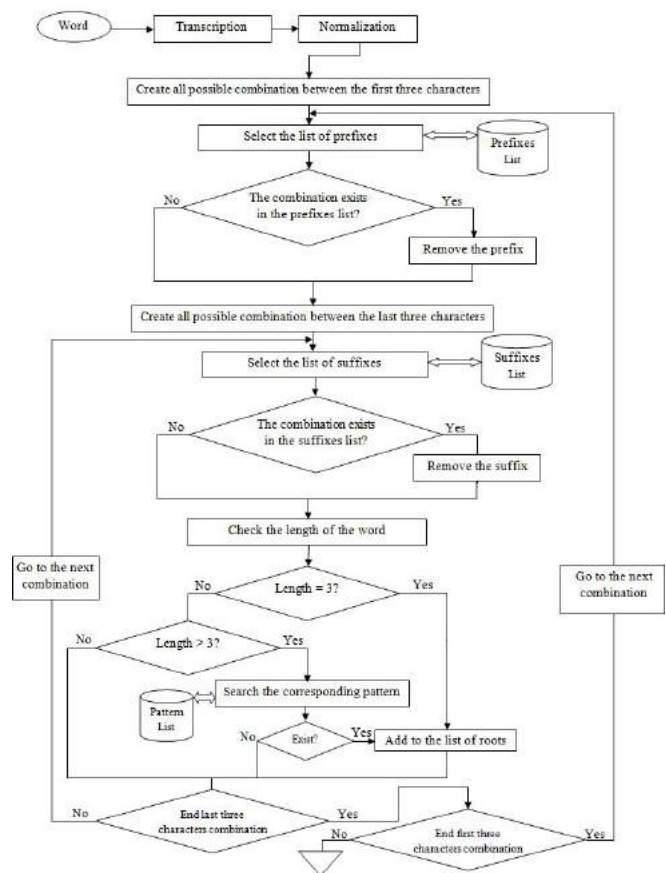 Word
Transcription
Normalization
Create all possible combination between the first three characters
Select the list of prefixes
Prefixes
List
No
The combination exists
in the prefixes list?
Yes
Remove the prefix
Create all possible combination between the last three characters
Select the list of suffixes
Suffixes
List
No
The combination exists
in the suffixes list?
Yes
Remove the suffix
Check the length of the word
Go to the next
combination
Go to the next
combination
No
Length = 3?
Yes
No
Length > 3?
Yes
Search the corresponding pattern
Pattern
List
No
Exist?
Yes
Add to the list of roots
No
End last three
characters combination
Yes
No
End first three
characters combination
Yes